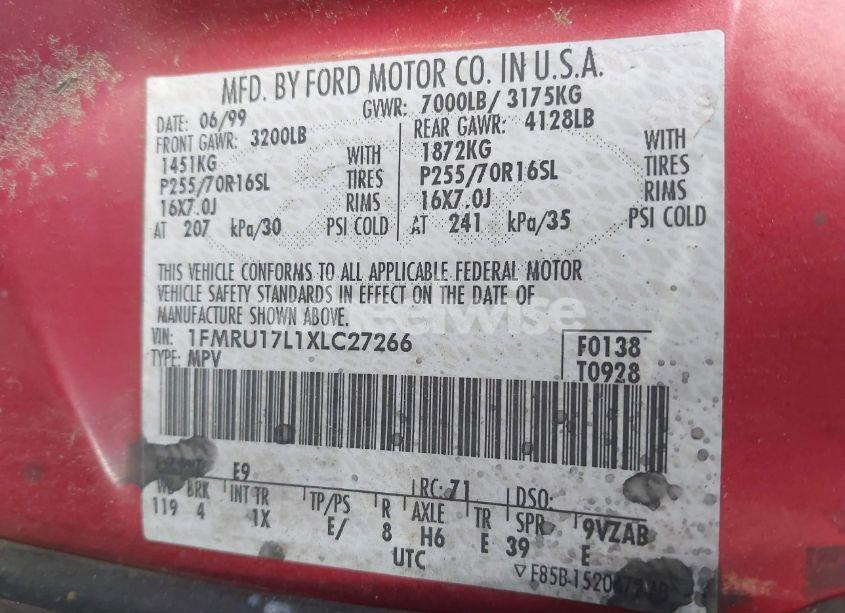 MFD. BY FORD MOTOR CO. IN U.S.A.
DATE: 06/99 GVWR: 7000LB/ 3175KG
FRONT GAWR: 3200LB REAR GAWR: 4128LB
1451KG WITH 1872KG WITH
P255/70R16SL TIRES P255/70R16SL TIRES
16X7.0J RIMS 16X7.0J RIMS
AT 207 kPa/30 PSI COLD AT 241 kPa/35 PSI COLD
THIS VEHICLE CONFORMS TO ALL APPLICABLE FEDERAL MOTOR
VEHICLE SAFETY STANDARDS IN EFFECT ON THE DATE OF
MANUFACTURE SHOWN ABOVE.
VIN: 1FMRU17L1XLC27266 F0138
TYPE: MPV T0928
E9 RC: 71 DSO:
WB BRK INT TR TP/PS R AXLE TR SPR 9VZAB
119 4 1X E/ 8 H6 E 39 E
UTC